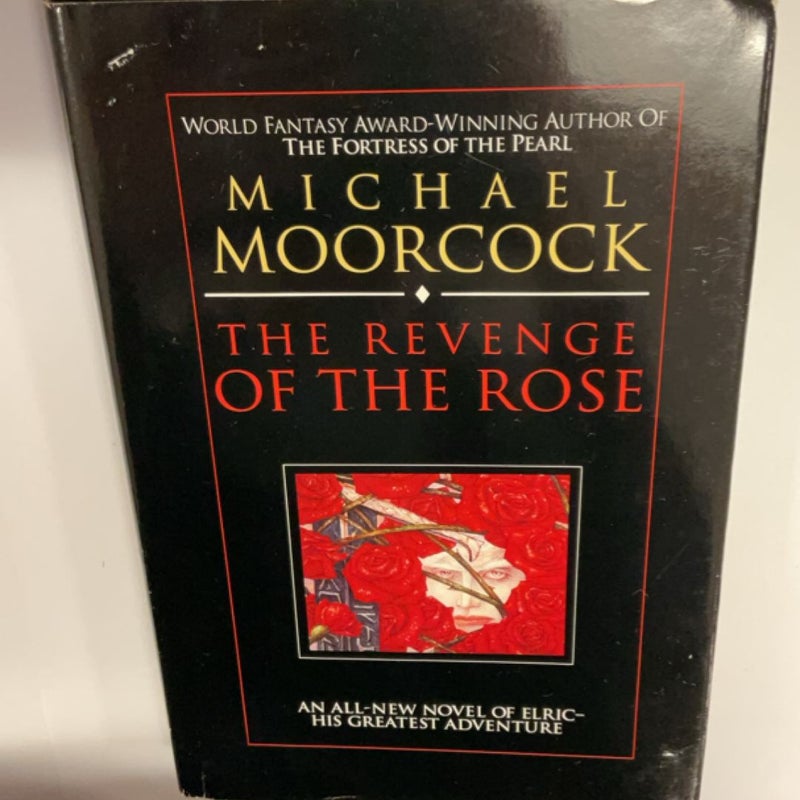 WORLD FANTASY AWARD-WINNING AUTHOR OF
THE FORTRESS OF THE PEARL
MICHAEL
MOORCOCK
THE REVENGE
OF THE ROSE
AN ALL-NEW NOVEL OF ELRIC–
HIS GREATEST ADVENTURE